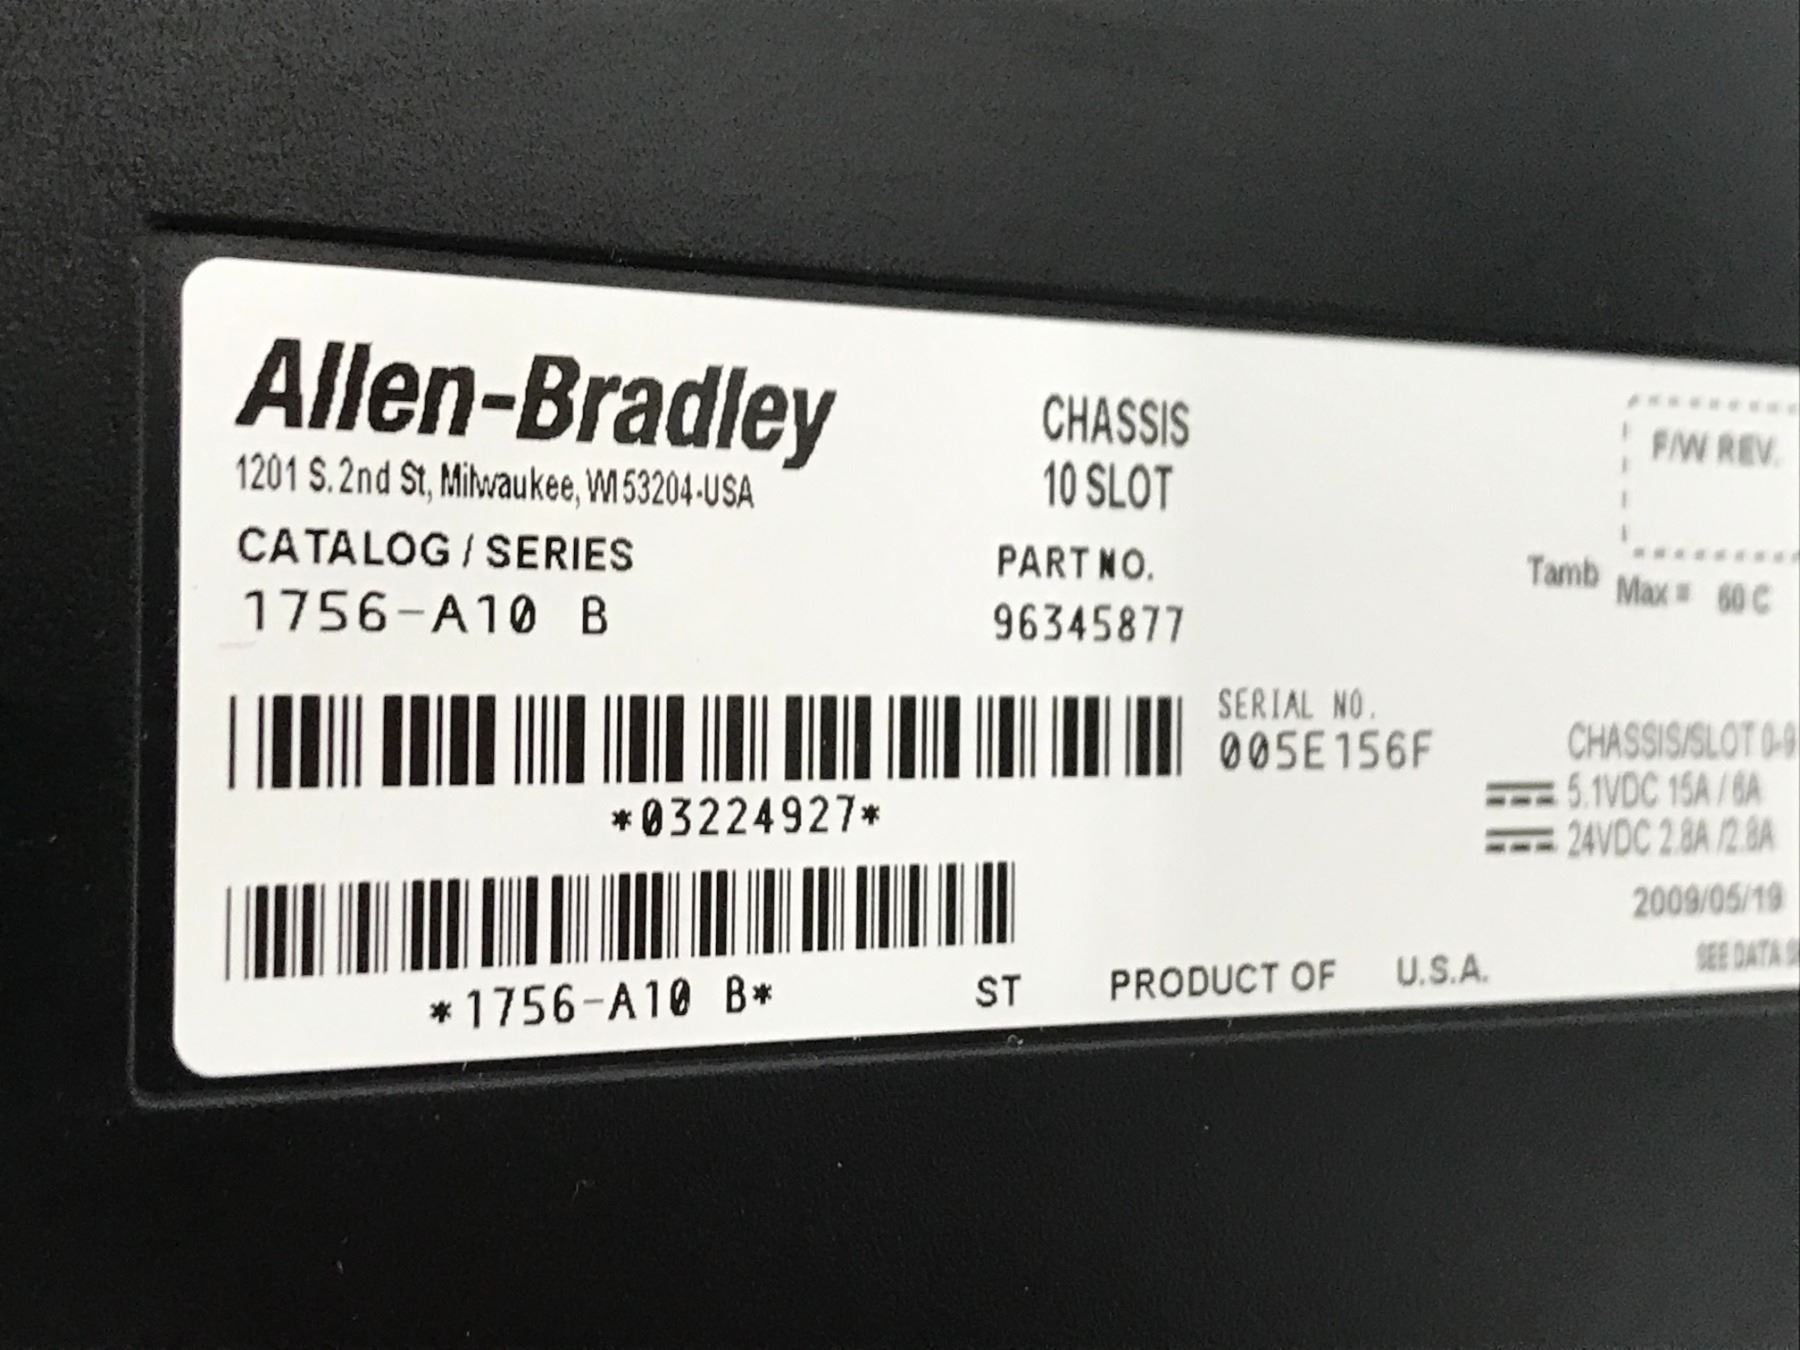 Allen-Bradley
1201 S. 2nd St, Milwaukee, WI 53204-USA
CATALOG / SERIES
1756-A10 B
CHASSIS
10 SLOT
PART NO.
96345877
F/W REV.
Tamb Max = 60 C
*03224927*
SERIAL NO.
005E156F
CHASSIS/SLOT 0-9
5.1VDC 15A / 6A
24VDC 2.8A /2.8A
2009/05/19
*1756-A10 B*
ST
PRODUCT OF U.S.A.
SEE DATA